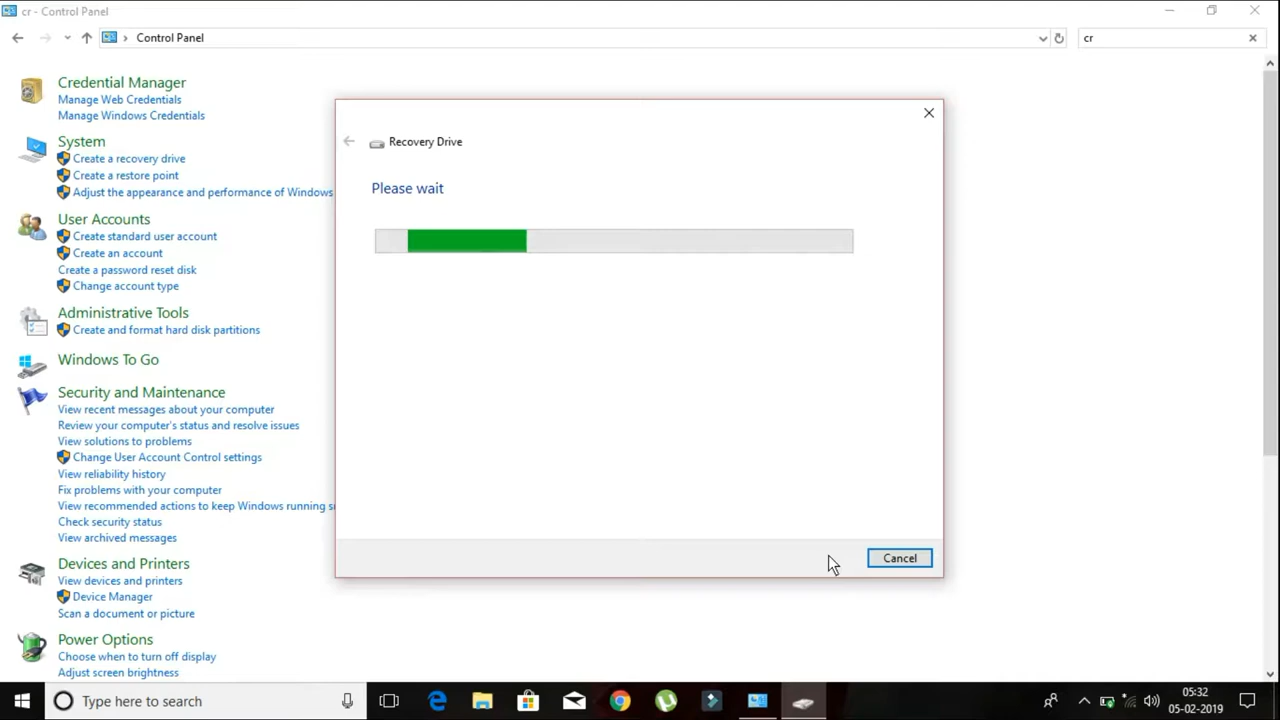 cr - Control Panel
Control Panel
cr
Credential Manager
Manage Web Credentials
Manage Windows Credentials
System
Create a recovery drive
Create a restore point
Adjust the appearance and performance of Windows
User Accounts
Create standard user account
Create an account
Create a password reset disk
Change account type
Administrative Tools
Create and format hard disk partitions
Windows To Go
Security and Maintenance
View recent messages about your computer
Review your computer's status and resolve issues
View solutions to problems
Change User Account Control settings
View reliability history
Fix problems with your computer
View recommended actions to keep Windows running
Check security status
View archived messages
Devices and Printers
View devices and printers
Device Manager
Scan a document or picture
Power Options
Choose when to turn off display
Adjust screen brightness
Recovery Drive
Please wait
Cancel
Type here to search
05:32
05-02-2019